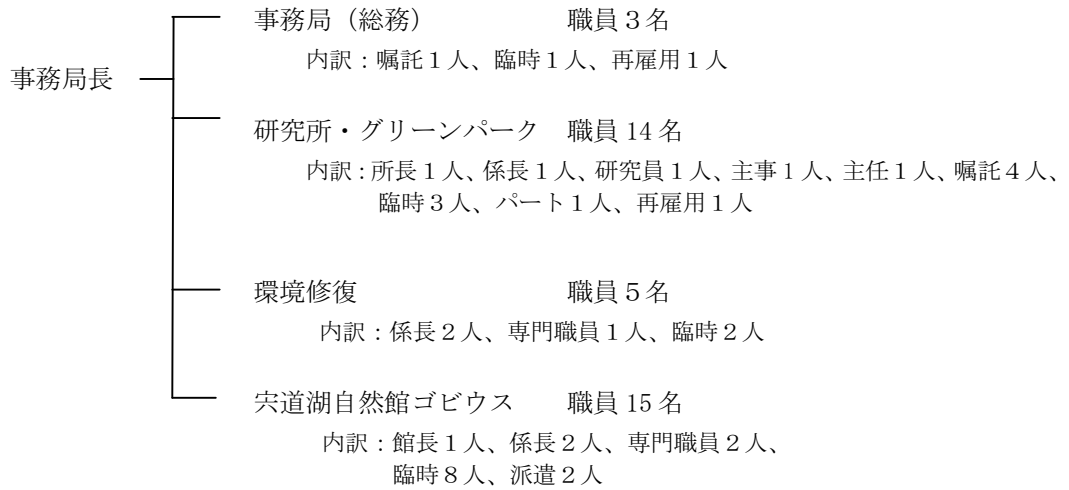 事務局（総務） 職員３名
内訳：嘱託１人、臨時１人、再雇用１人
事務局長
研究所・グリーンパーク 職員 14 名
内訳：所長１人、係長１人、研究員１人、主事１人、主任１人、嘱託４人、
臨時３人、パート１人、再雇用１人
環境修復 職員５名
内訳：係長２人、専門職員１人、臨時２人
宍道湖自然館ゴビウス 職員 15 名
内訳：館長１人、係長２人、専門職員２人、
臨時８人、派遣２人